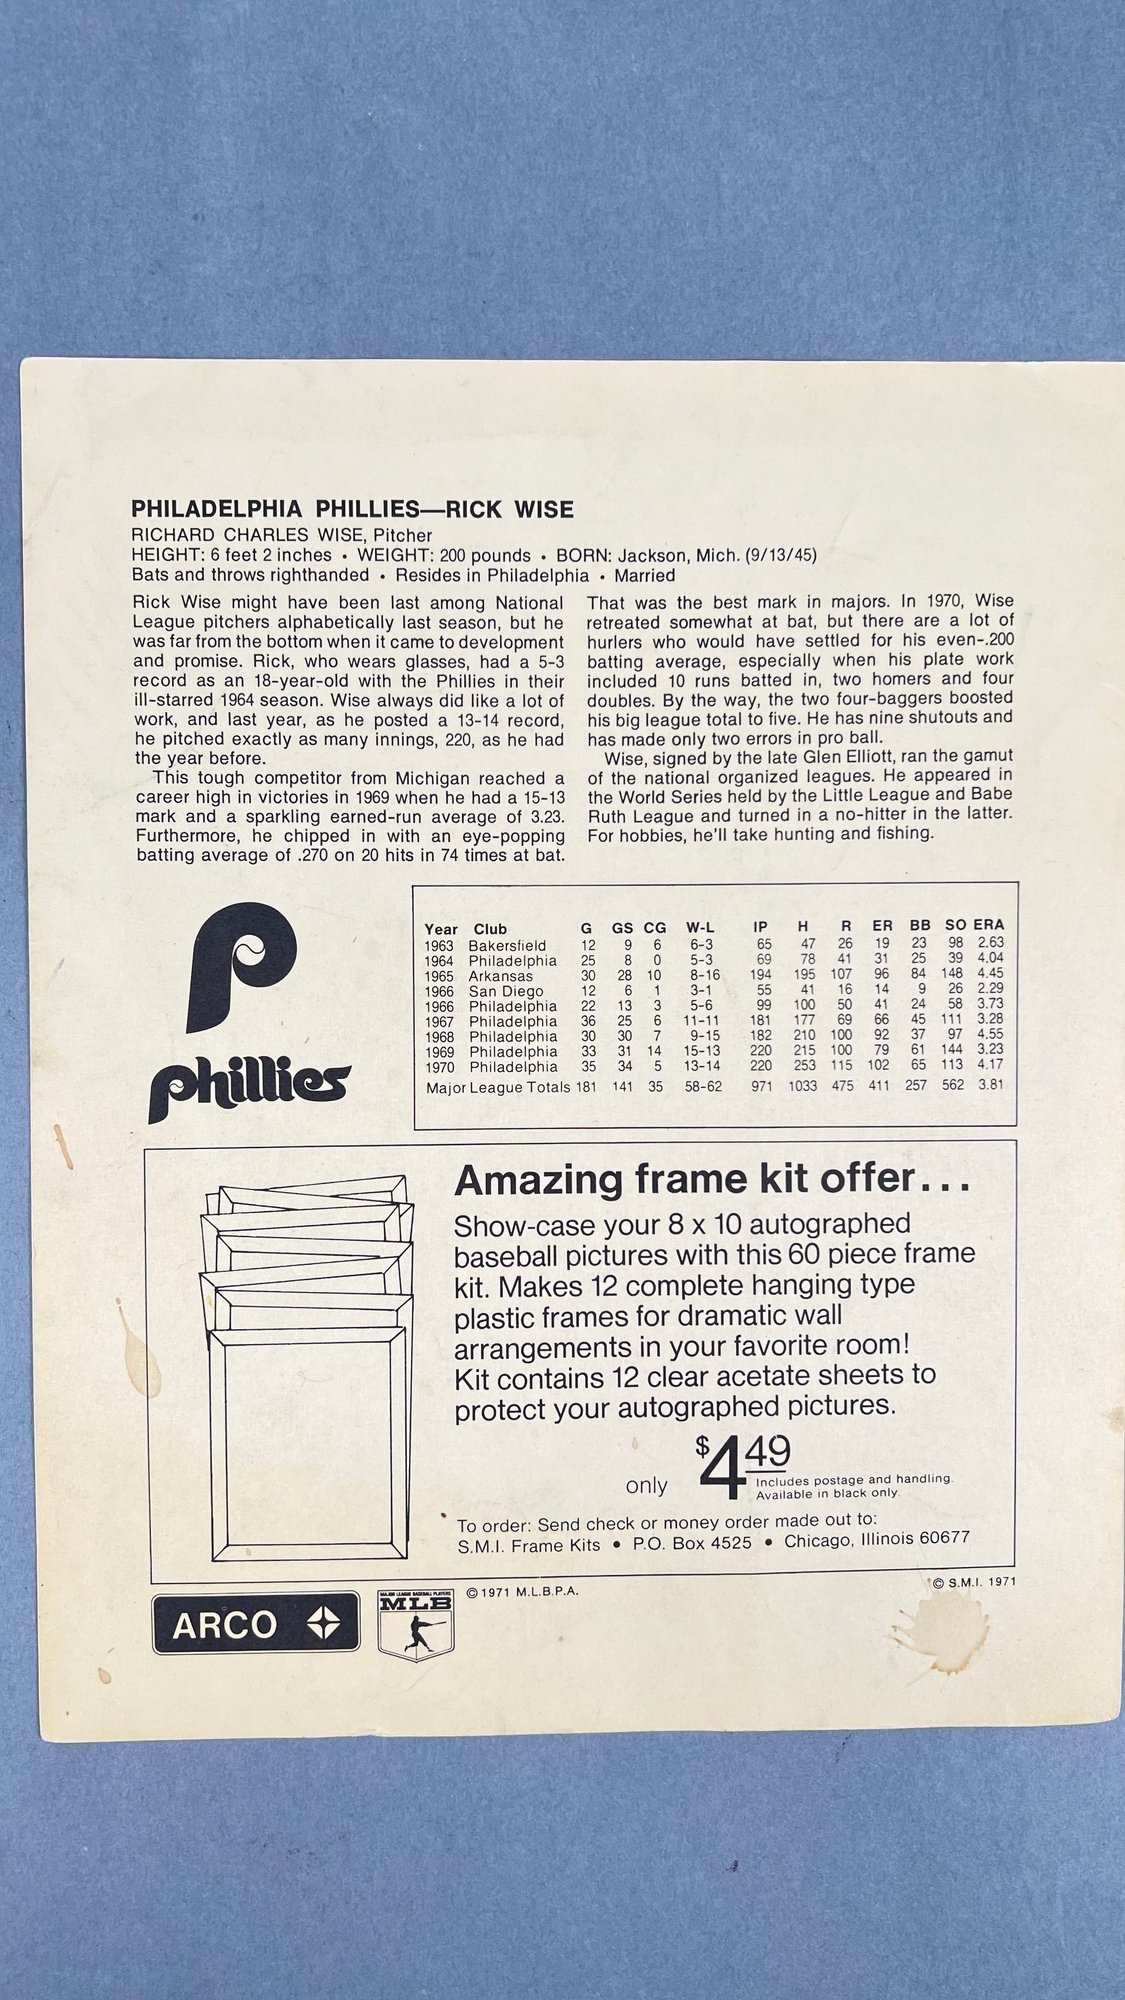 PHILADELPHIA PHILLIES—RICK WISE
RICHARD CHARLES WISE, Pitcher
HEIGHT: 6 feet 2 inches • WEIGHT: 200 pounds • BORN: Jackson, Mich. (9/13/45)
Bats and throws righthanded • Resides in Philadelphia • Married
Rick Wise might have been last among National
League pitchers alphabetically last season, but he
was far from the bottom when it came to development
and promise. Rick, who wears glasses, had a 5-3
record as an 18-year-old with the Phillies in their
ill-starred 1964 season. Wise always did like a lot of
work, and last year, as he posted a 13-14 record,
he pitched exactly as many innings, 220, as he had
the year before.
This tough competitor from Michigan reached a
career high in victories in 1969 when he had a 15-13
mark and a sparkling earned-run average of 3.23.
Furthermore, he chipped in with an eye-popping
batting average of .270 on 20 hits in 74 times at bat.
That was the best mark in majors. In 1970, Wise
retreated somewhat at bat, but there are a lot of
hurlers who would have settled for his even-.200
batting average, especially when his plate work
included 10 runs batted in, two homers and four
doubles. By the way, the two four-baggers boosted
his big league total to five. He has nine shutouts and
has made only two errors in pro ball.
Wise, signed by the late Glen Elliott, ran the gamut
of the national organized leagues. He appeared in
the World Series held by the Little League and Babe
Ruth League and turned in a no-hitter in the latter.
For hobbies, he'll take hunting and fishing.
P
phillies
Year Club G GS CG W-L IP H R ER BB SO ERA
1963 Bakersfield 12 9 6 6-3 65 47 26 19 23 98 2.63
1964 Philadelphia 25 8 0 5-3 69 78 41 31 25 39 4.04
1965 Arkansas 30 28 10 8-16 194 195 107 96 84 148 4.45
1966 San Diego 12 6 1 3-1 55 41 16 14 9 26 2.29
1966 Philadelphia 22 13 3 5-6 99 100 50 41 24 58 3.73
1967 Philadelphia 36 25 6 11-11 181 177 69 66 45 111 3.28
1968 Philadelphia 30 30 7 9-15 182 210 100 92 37 97 4.55
1969 Philadelphia 33 31 14 15-13 220 215 100 79 61 144 3.23
1970 Philadelphia 35 34 5 13-14 220 253 115 102 65 113 4.17
Major League Totals 181 141 35 58-62 971 1033 475 411 257 562 3.81
Amazing frame kit offer...
Show-case your 8 x 10 autographed
baseball pictures with this 60 piece frame
kit. Makes 12 complete hanging type
plastic frames for dramatic wall
arrangements in your favorite room!
Kit contains 12 clear acetate sheets to
protect your autographed pictures.
only $4.49 Includes postage and handling.
Available in black only.
To order: Send check or money order made out to:
S.M.I. Frame Kits • P.O. Box 4525 • Chicago, Illinois 60677
ARCO
MAJOR LEAGUE BASEBALL PLAYERS
MLB
© 1971 M.L.B.P.A.
© S.M.I. 1971